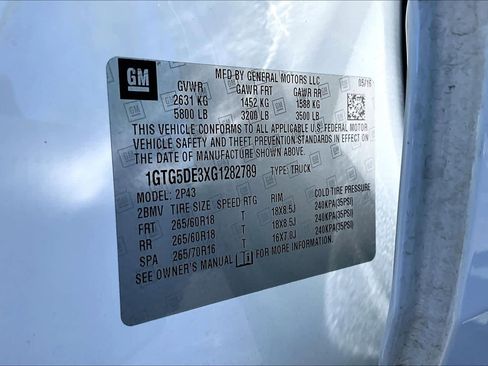 GM
MFD BY GENERAL MOTORS LLC
05/16
GVWR GAWR FRT GAWR RR
2631 KG 1452 KG 1588 KG
5800 LB 3200 LB 3500 LB
THIS VEHICLE CONFORMS TO ALL APPLICABLE U.S. FEDERAL MOTOR
VEHICLE SAFETY AND THEFT PREVENTION STANDARDS IN EFFECT ON
THE DATE OF MANUFACTURE SHOWN ABOVE.
1GTG5DE3XG1282789 TYPE: TRUCK
MODEL: 2P43
2BMV TIRE SIZE SPEED RTG RIM COLD TIRE PRESSURE
FRT 265/60R18 T 18X8.5J 240KPA(35PSI)
RR 265/60R18 T 18X8.5J 240KPA(35PSI)
SPA 265/70R16 T 16X7.0J 240KPA(35PSI)
SEE OWNER'S MANUAL FOR MORE INFORMATION.